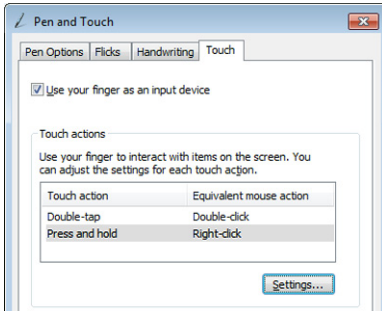 Pen and Touch
Pen Options Flicks Handwriting Touch
Use your finger as an input device
Touch actions
Use your finger to interact with items on the screen. You
can adjust the settings for each touch action.
Touch action Equivalent mouse action
Double-tap Double-click
Press and hold Right-click
Settings...